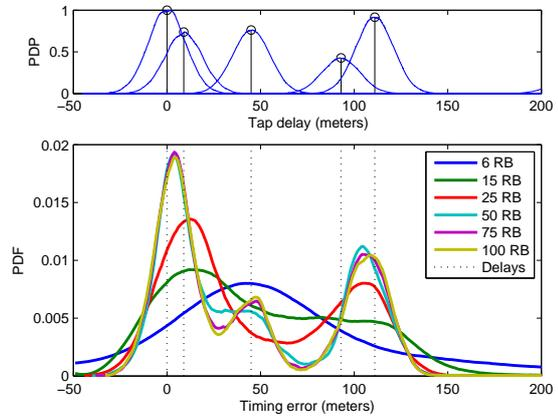 PDP
1
0.5
0
−50 0 50 100 150 200
Tap delay (meters)
PDF
0.02
0.015
0.01
0.005
0
6 RB
15 RB
25 RB
50 RB
75 RB
100 RB
Delays
−50 0 50 100 150 200
Timing error (meters)